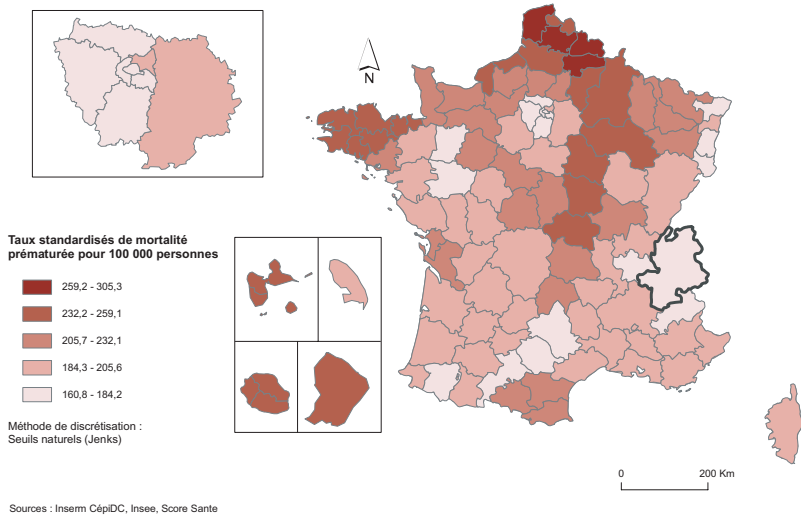 N
Taux standardisés de mortalité
prématurée pour 100 000 personnes
259,2 - 305,3
232,2 - 259,1
205,7 - 232,1
184,3 - 205,6
160,8 - 184,2
Méthode de discrétisation :
Seuils naturels (Jenks)
0 200 Km
Sources : Inserm CépiDC, Insee, Score Sante